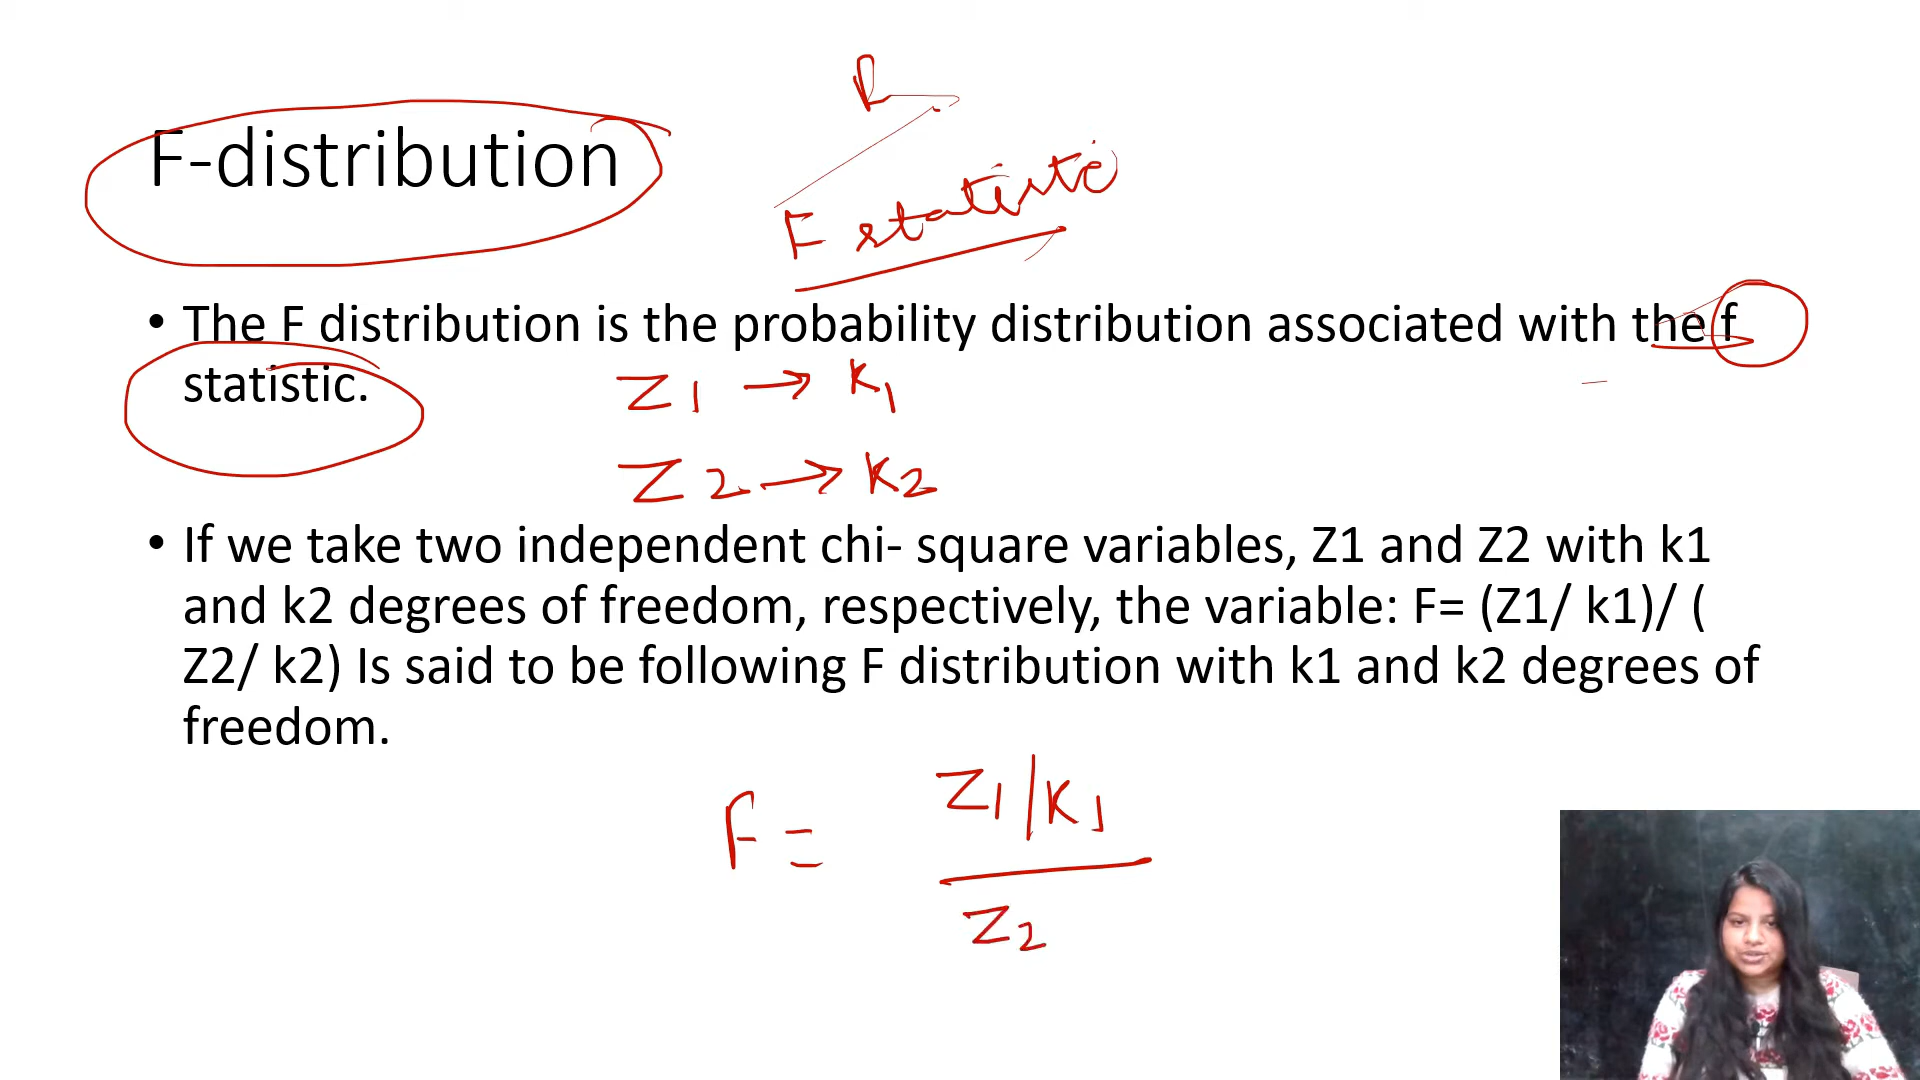 F-distribution
F statistic
• The F distribution is the probability distribution associated with the f
statistic.
Z1 → K1
Z2 → K2
• If we take two independent chi- square variables, Z1 and Z2 with k1
and k2 degrees of freedom, respectively, the variable: F= (Z1/ k1)/ (
Z2/ k2) Is said to be following F distribution with k1 and k2 degrees of
freedom.
F = Z1/K1
Z2